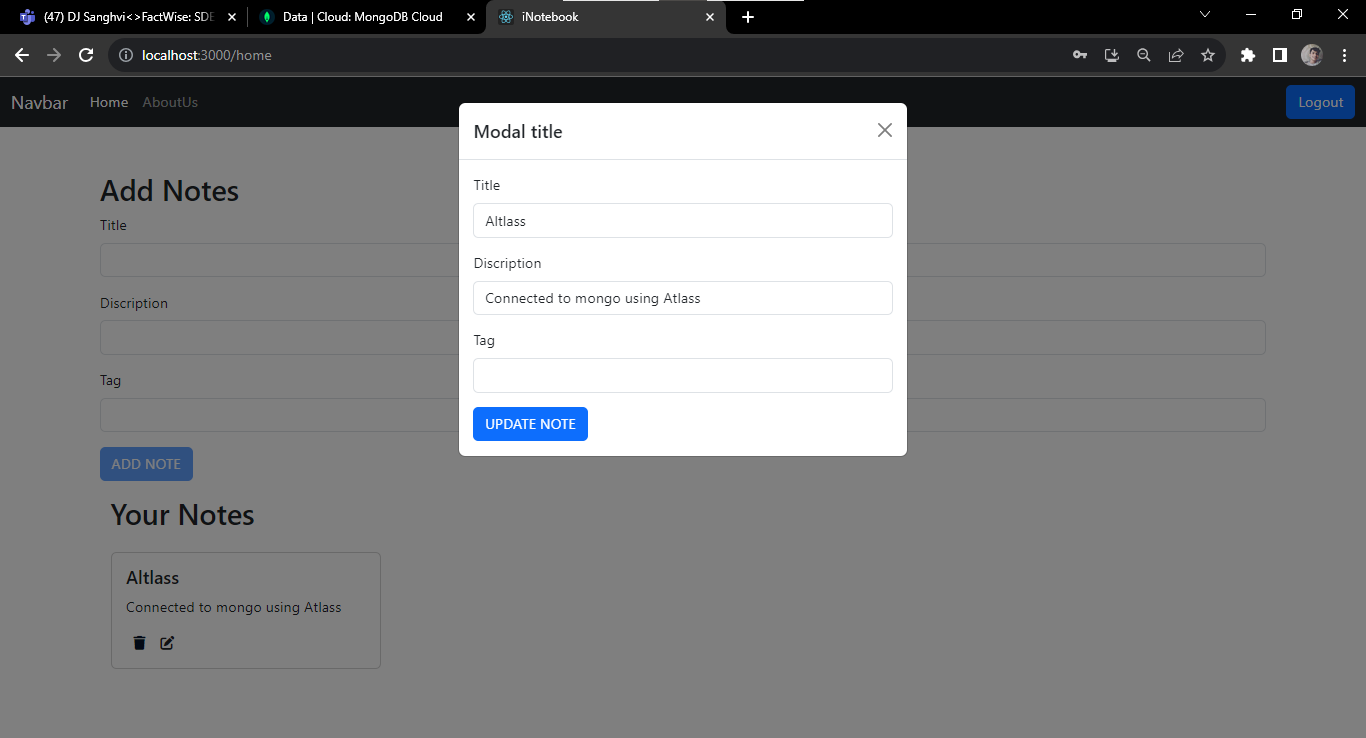 (47) DJ Sanghvi<>FactWise: SDE
Data | Cloud: MongoDB Cloud
iNotebook
localhost:3000/home
Navbar Home AboutUs Logout
Modal title
Title
Altlass
Discription
Connected to mongo using Atlass
Tag
UPDATE NOTE
Add Notes
Title
Discription
Tag
ADD NOTE
Your Notes
Altlass
Connected to mongo using Atlass